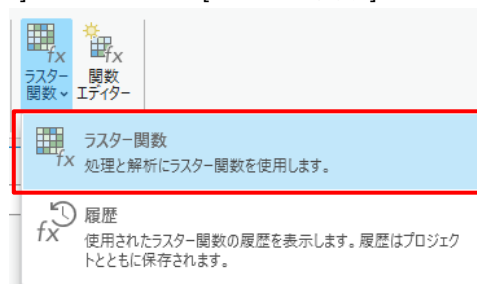 ラスター
関数
関数
エディター
ラスター関数
処理と解析にラスター関数を使用します。
履歴
使用されたラスター関数の履歴を表示します。履歴はプロジェク
トとともに保存されます。